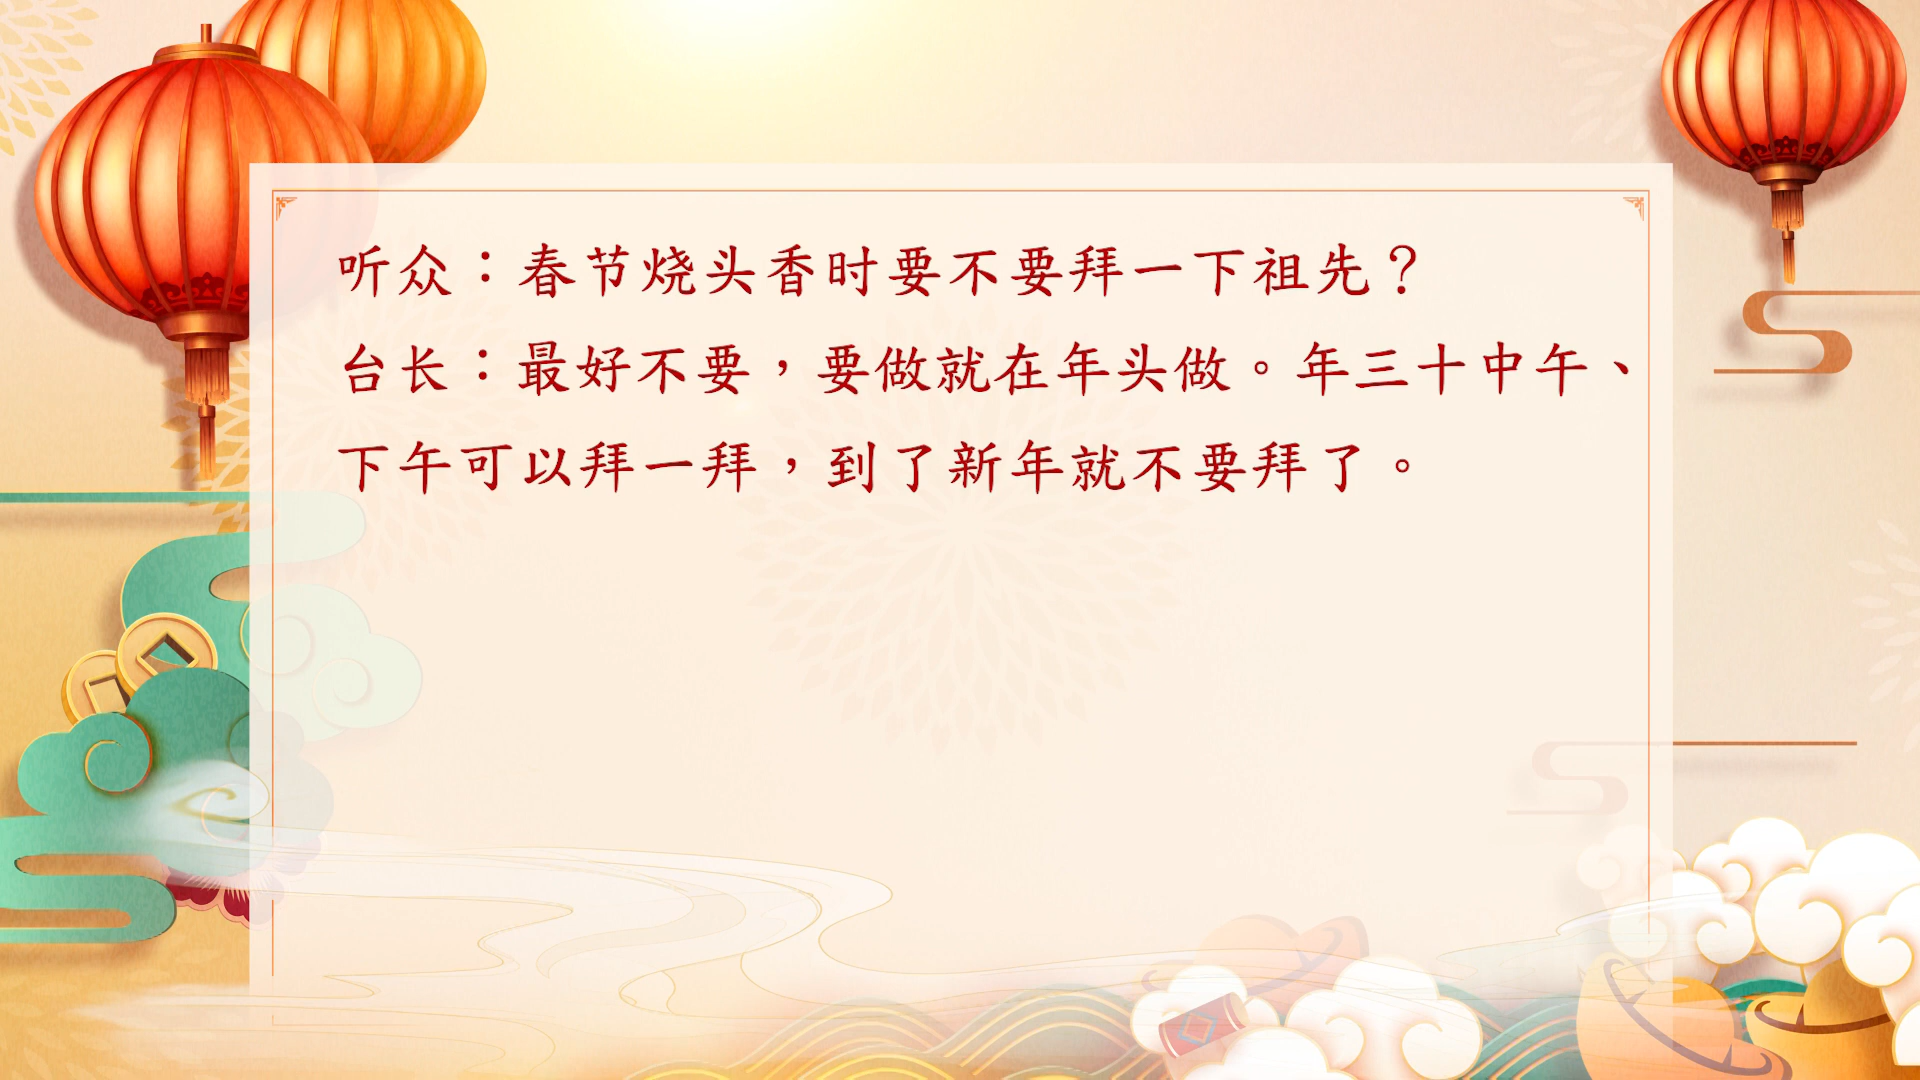 听众：春节烧头香时要不要拜一下祖先？
台长：最好不要，要做就在年头做。年三十中午、
下午可以拜一拜，到了新年就不要拜了。